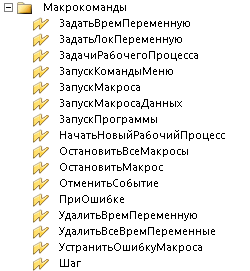 Макрокоманды
ЗадатьВремПеременную
ЗадатьЛокПеременную
ЗадачиРабочегоПроцесса
ЗапускКомандыМеню
ЗапускМакроса
ЗапускМакросаДанных
ЗапускПрограммы
НачатьНовыйРабочийПроцесс
ОстановитьВсеМакросы
ОстановитьМакрос
ОтменитьСобытие
ПриОшибке
УдалитьВремПеременную
УдалитьВсеВремПеременные
УстранитьОшибкуМакроса
Шаг